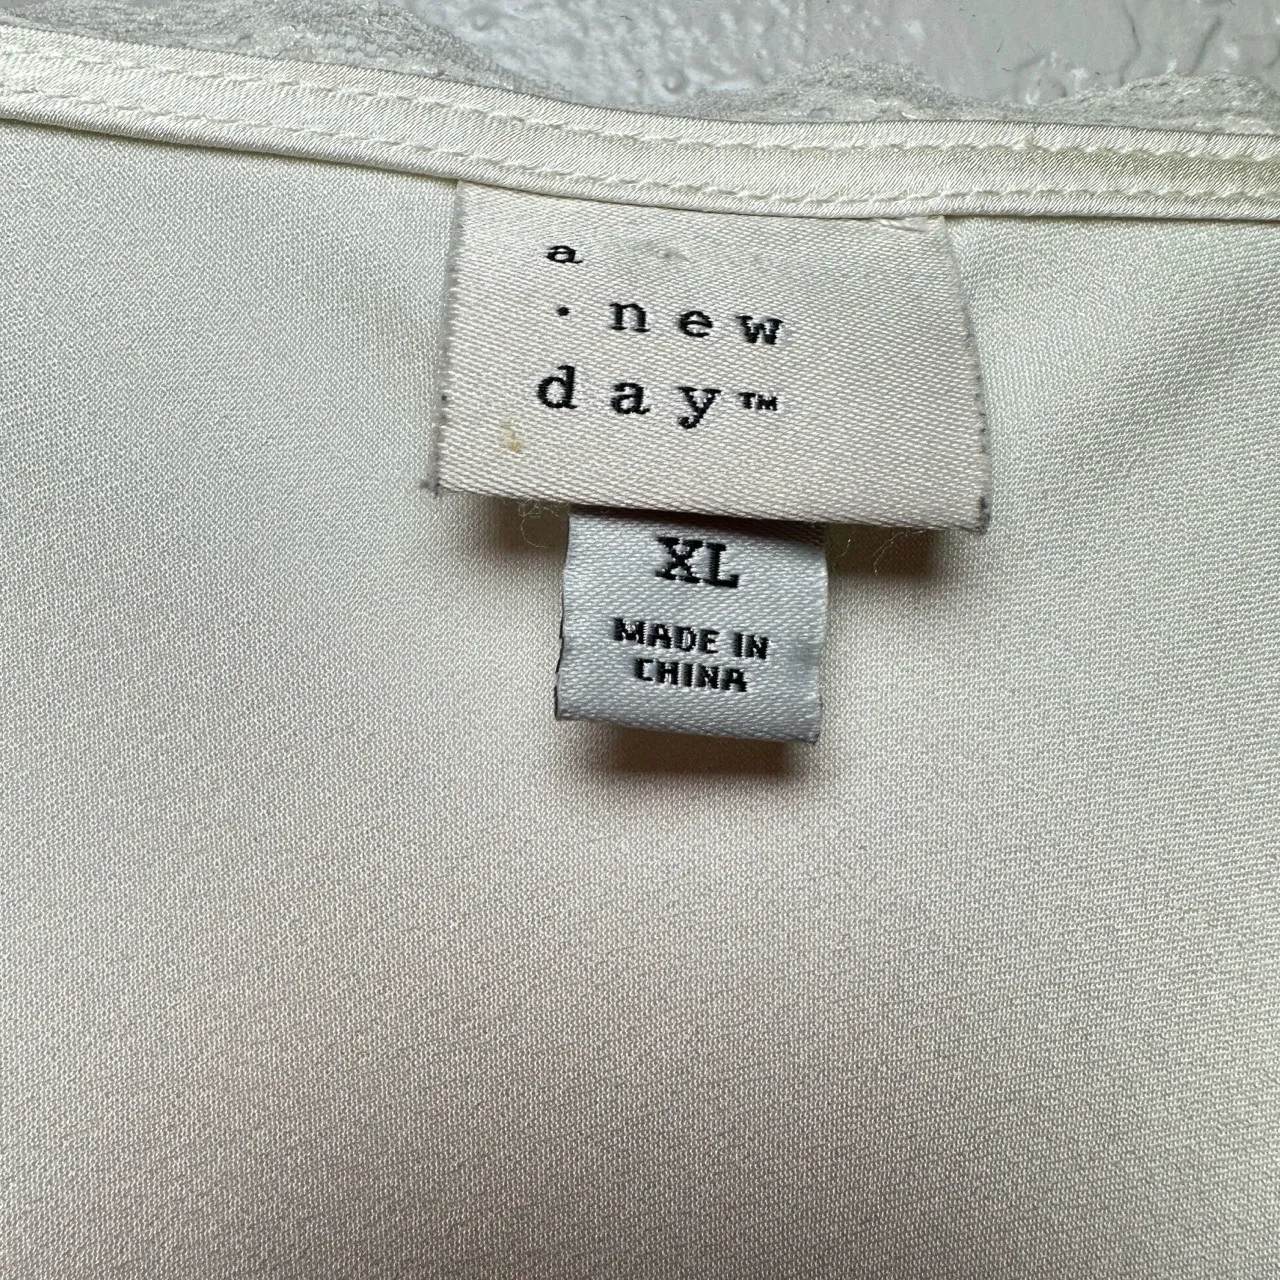 a
. new
day™
XL
MADE IN
CHINA